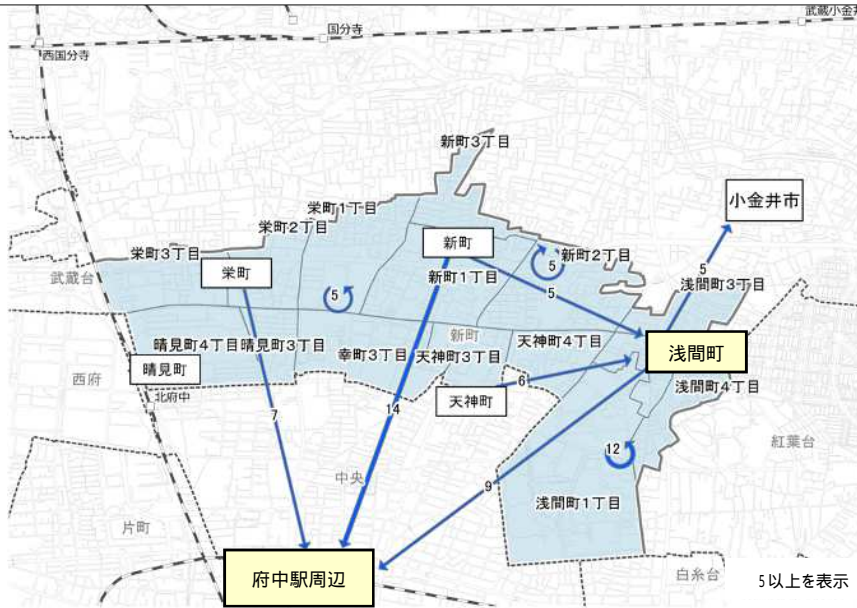 武蔵小金井
国分寺
西国分寺
新町3丁目
小金井市
栄町1丁目
栄町2丁目
新町
栄町3丁目
新町2丁目
5
5
武蔵台
栄町
新町1丁目
浅間町3丁目
5
5
新町
晴見町4丁目
晴見町3丁目
幸町3丁目
天神町3丁目
天神町4丁目
浅間町
晴見町
西府
6
浅間町4丁目
北府中
天神町
7
14
紅葉台
12
中央
9
浅間町1丁目
片町
府中駅周辺
白糸台
5以上を表示